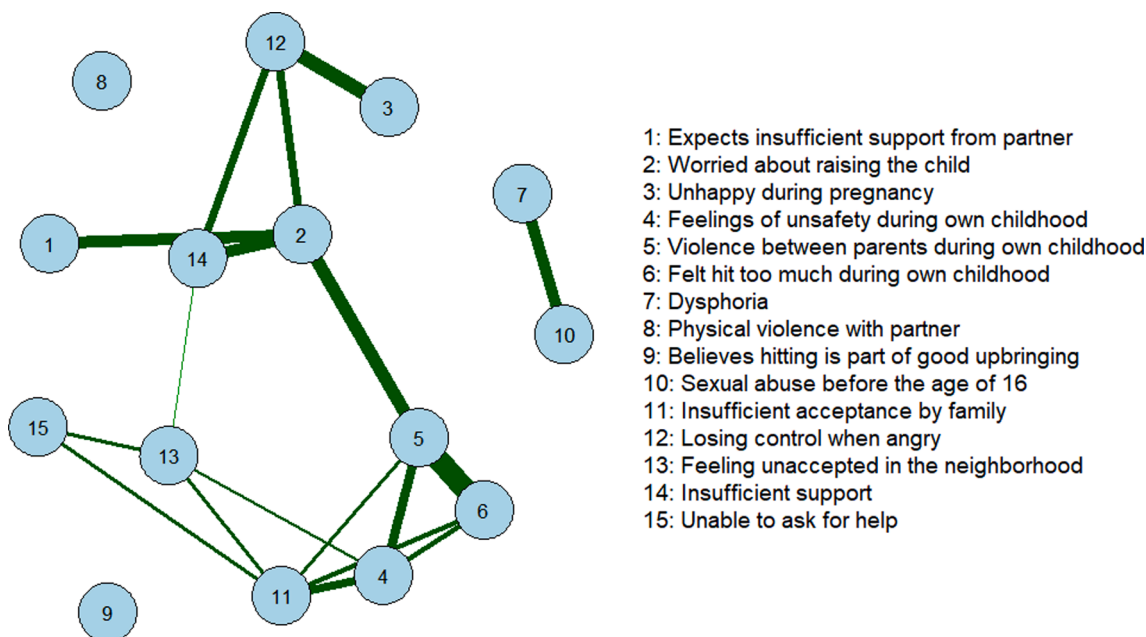 12
8
3
7
2
1
14
10
15
5
13
6
4
11
9
1: Expects insufficient support from partner
2: Worried about raising the child
3: Unhappy during pregnancy
4: Feelings of unsafety during own childhood
5: Violence between parents during own childhood
6: Felt hit too much during own childhood
7: Dysphoria
8: Physical violence with partner
9: Believes hitting is part of good upbringing
10: Sexual abuse before the age of 16
11: Insufficient acceptance by family
12: Losing control when angry
13: Feeling unaccepted in the neighborhood
14: Insufficient support
15: Unable to ask for help